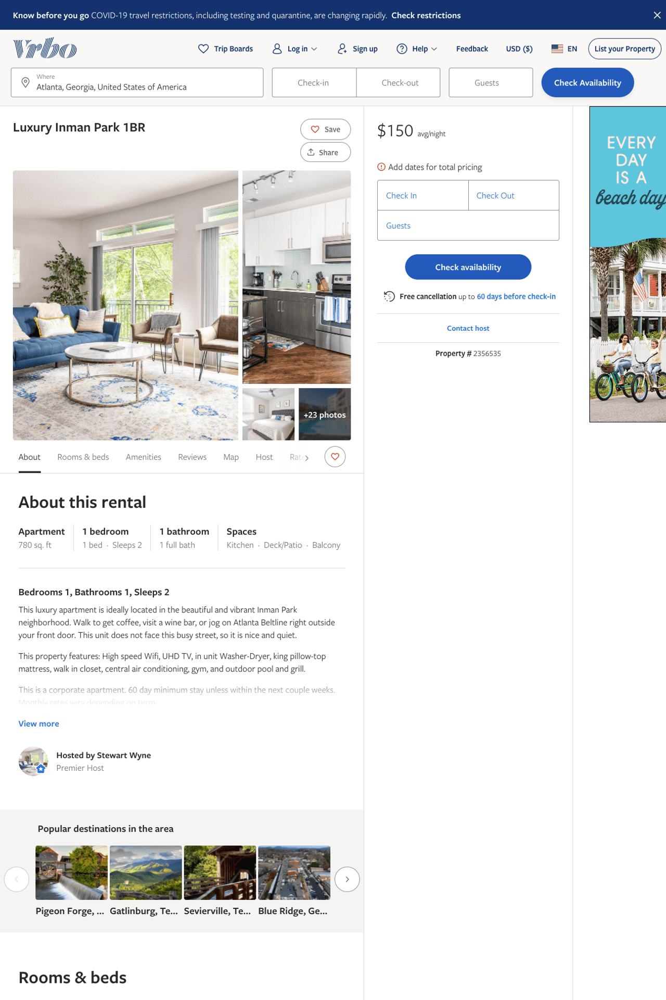 Know before you go COVID-19 travel restrictions, including testing and quarantine, are changing rapidly. Check restrictions
Vrbo
Trip Boards
Log in
Sign up
Help
Feedback
USD ($)
EN
List your Property
Where
Atlanta, Georgia, United States of America
Check-in
Check-out
Guests
Check Availability
Luxury Inman Park 1BR
Save
Share
+23 photos
$150 avg/night
Add dates for total pricing
Check In
Check Out
Guests
Check availability
Free cancellation up to 60 days before check-in
Contact host
Property # 2356535
EVERY
DAY
IS A
beach day
About
Rooms & beds
Amenities
Reviews
Map
Host
About this rental
Apartment
780 sq. ft
1 bedroom
1 bed · Sleeps 2
1 bathroom
1 full bath
Spaces
Kitchen · Deck/Patio · Balcony
Bedrooms 1, Bathrooms 1, Sleeps 2
This luxury apartment is ideally located in the beautiful and vibrant Inman Park
neighborhood. Walk to get coffee, visit a wine bar, or jog on Atlanta Beltline right outside
your front door. This unit does not face this busy street, so it is nice and quiet.
This property features: High speed Wifi, UHD TV, in unit Washer-Dryer, king pillow-top
mattress, walk in closet, central air conditioning, gym, and outdoor pool and grill.
This is a corporate apartment. 60 day minimum stay unless within the next couple weeks.
Monthly rates vary depending on term.
View more
Hosted by Stewart Wyne
Premier Host
Popular destinations in the area
Pigeon Forge, ...
Gatlinburg, Te...
Sevierville, Te...
Blue Ridge, Ge...
Rooms & beds